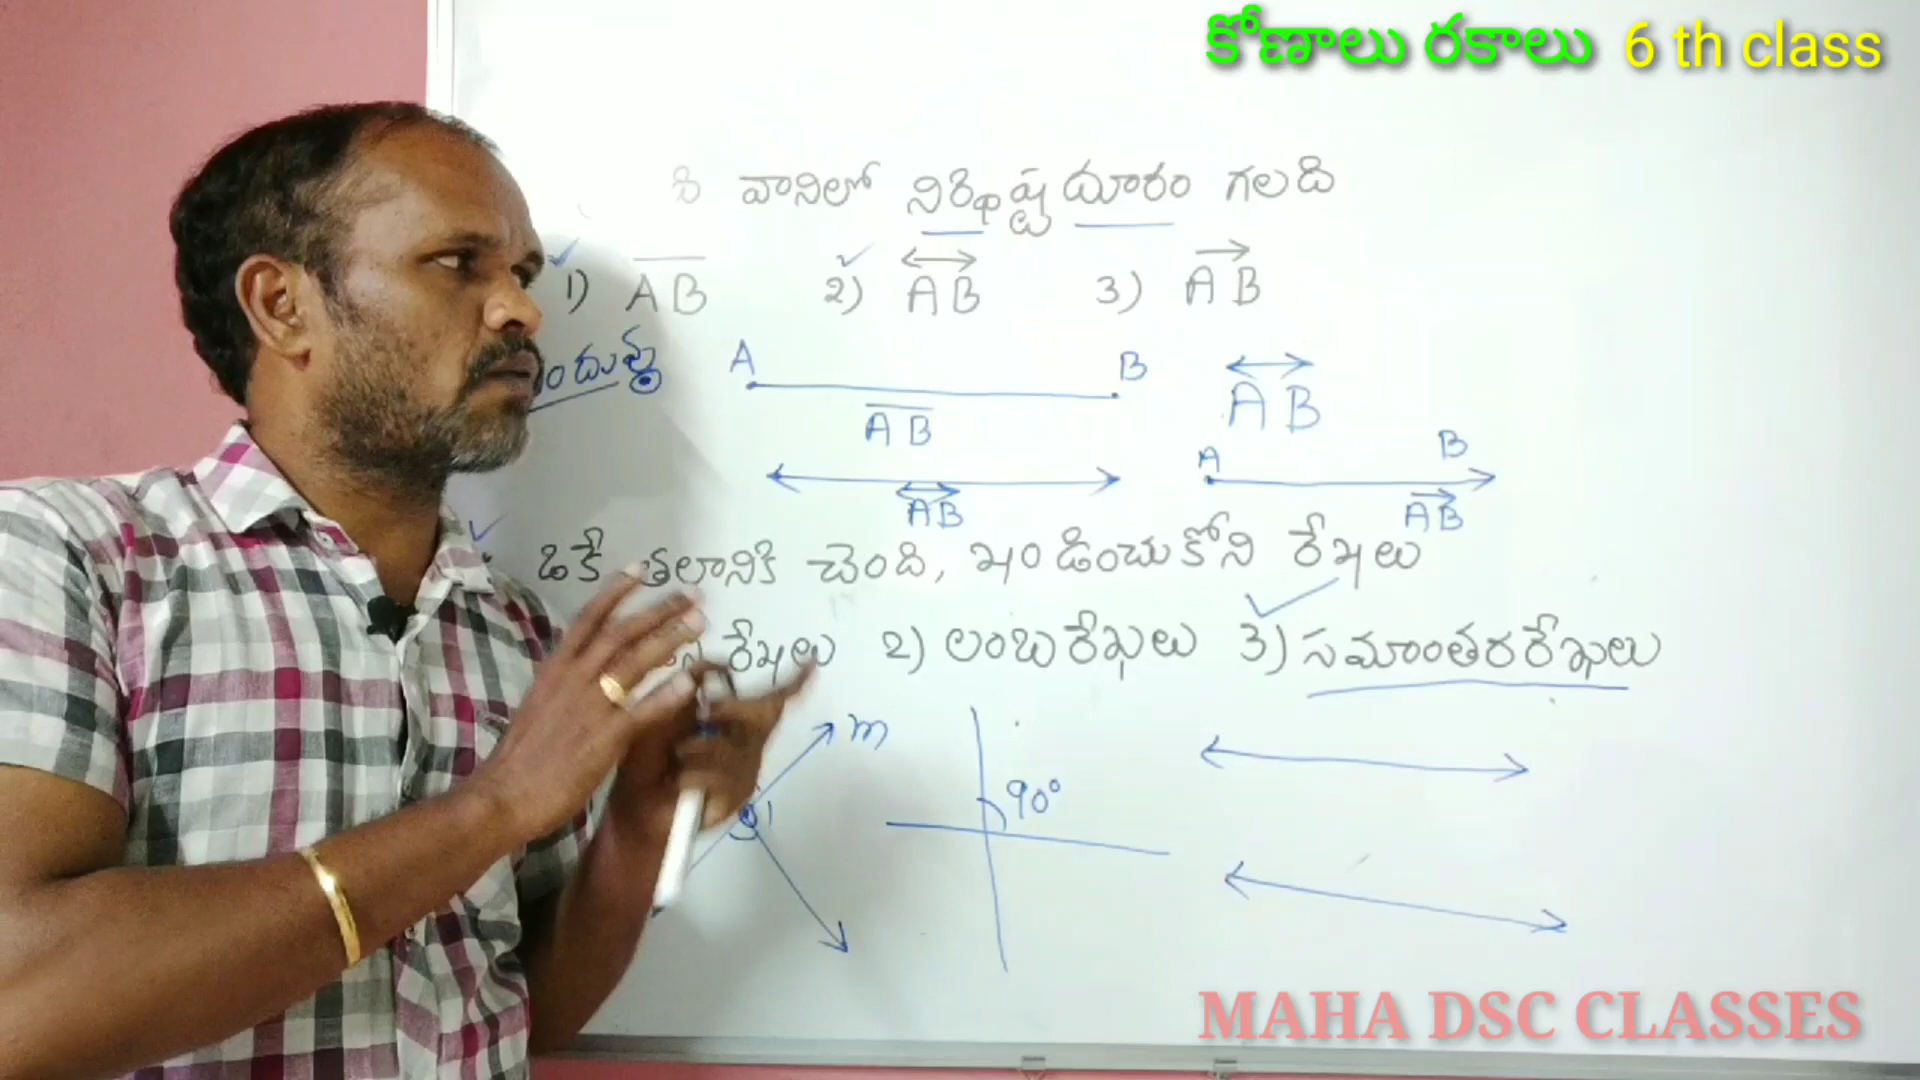 కోణాలు రకాలు 6 th class
వానిలో నిర్ధిష్ట దూరం గలది
1) AB 2) AB 3) AB
A B
AB
AB
A B
AB
AB
ఒకే తలానికి చెంది, ఖండించుకోని రేఖలు
రేఖలు 2) లంబరేఖలు 3) సమాంతరరేఖలు
m
90°
MAHA DSC CLASSES